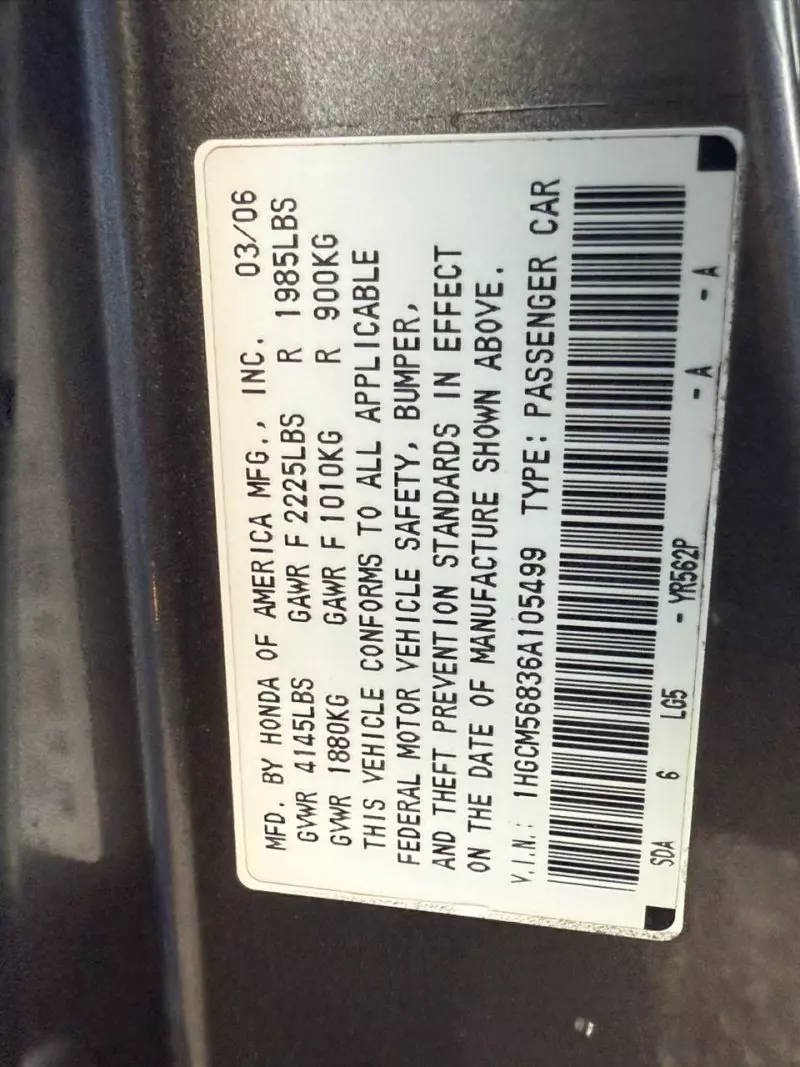 MFD. BY HONDA OF AMERICA MFG., INC. 03/06
GVWR 4145LBS GAWR F 2225LBS R 1985LBS
GVWR 1880KG GAWR F 1010KG R 900KG
THIS VEHICLE CONFORMS TO ALL APPLICABLE
FEDERAL MOTOR VEHICLE SAFETY, BUMPER,
AND THEFT PREVENTION STANDARDS IN EFFECT
ON THE DATE OF MANUFACTURE SHOWN ABOVE.
V.I.N.: 1HGCM56836A105499 TYPE: PASSENGER CAR
SDA 6 LG5 - YR562P - A - A